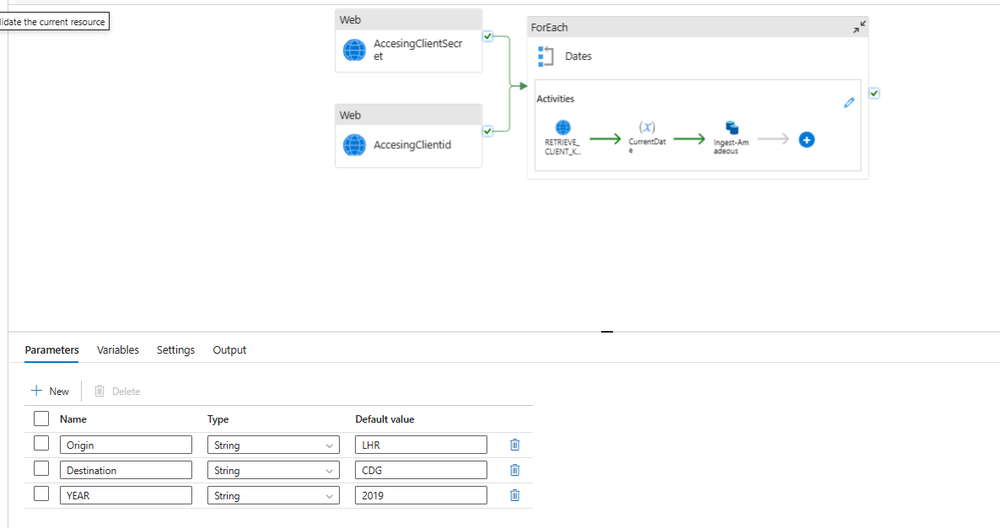 lidate the current resource
Web
AccesingClientSecr
et
Web
AccesingClientid
ForEach
Dates
Activities
RETRIEVE_
CLIENT_K...
(x)
CurrentDat
e
Ingest-Am
adeous
Parameters Variables Settings Output
New Delete
Name Type Default value
Origin String LHR
Destination String CDG
YEAR String 2019